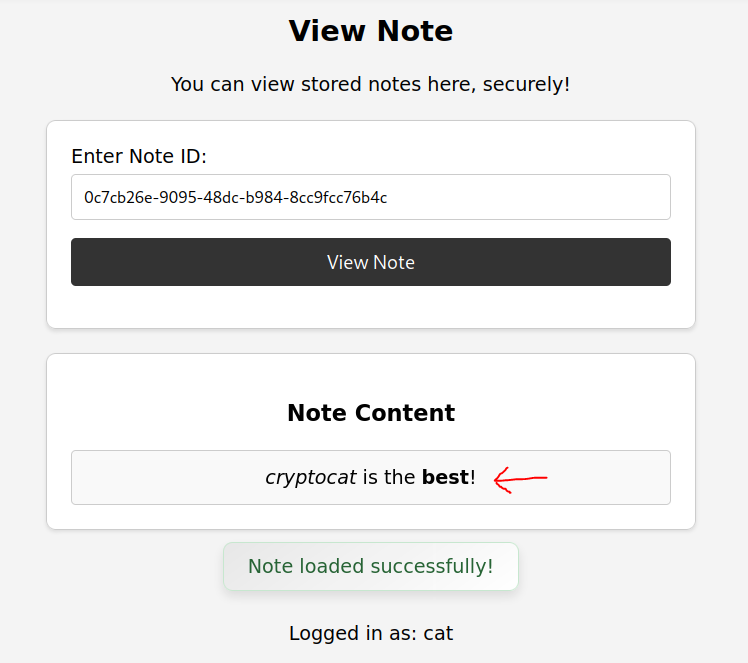 View Note
You can view stored notes here, securely!
Enter Note ID:
0c7cb26e-9095-48dc-b984-8cc9fcc76b4c
View Note
Note Content
cryptocat is the best!
Note loaded successfully!
Logged in as: cat